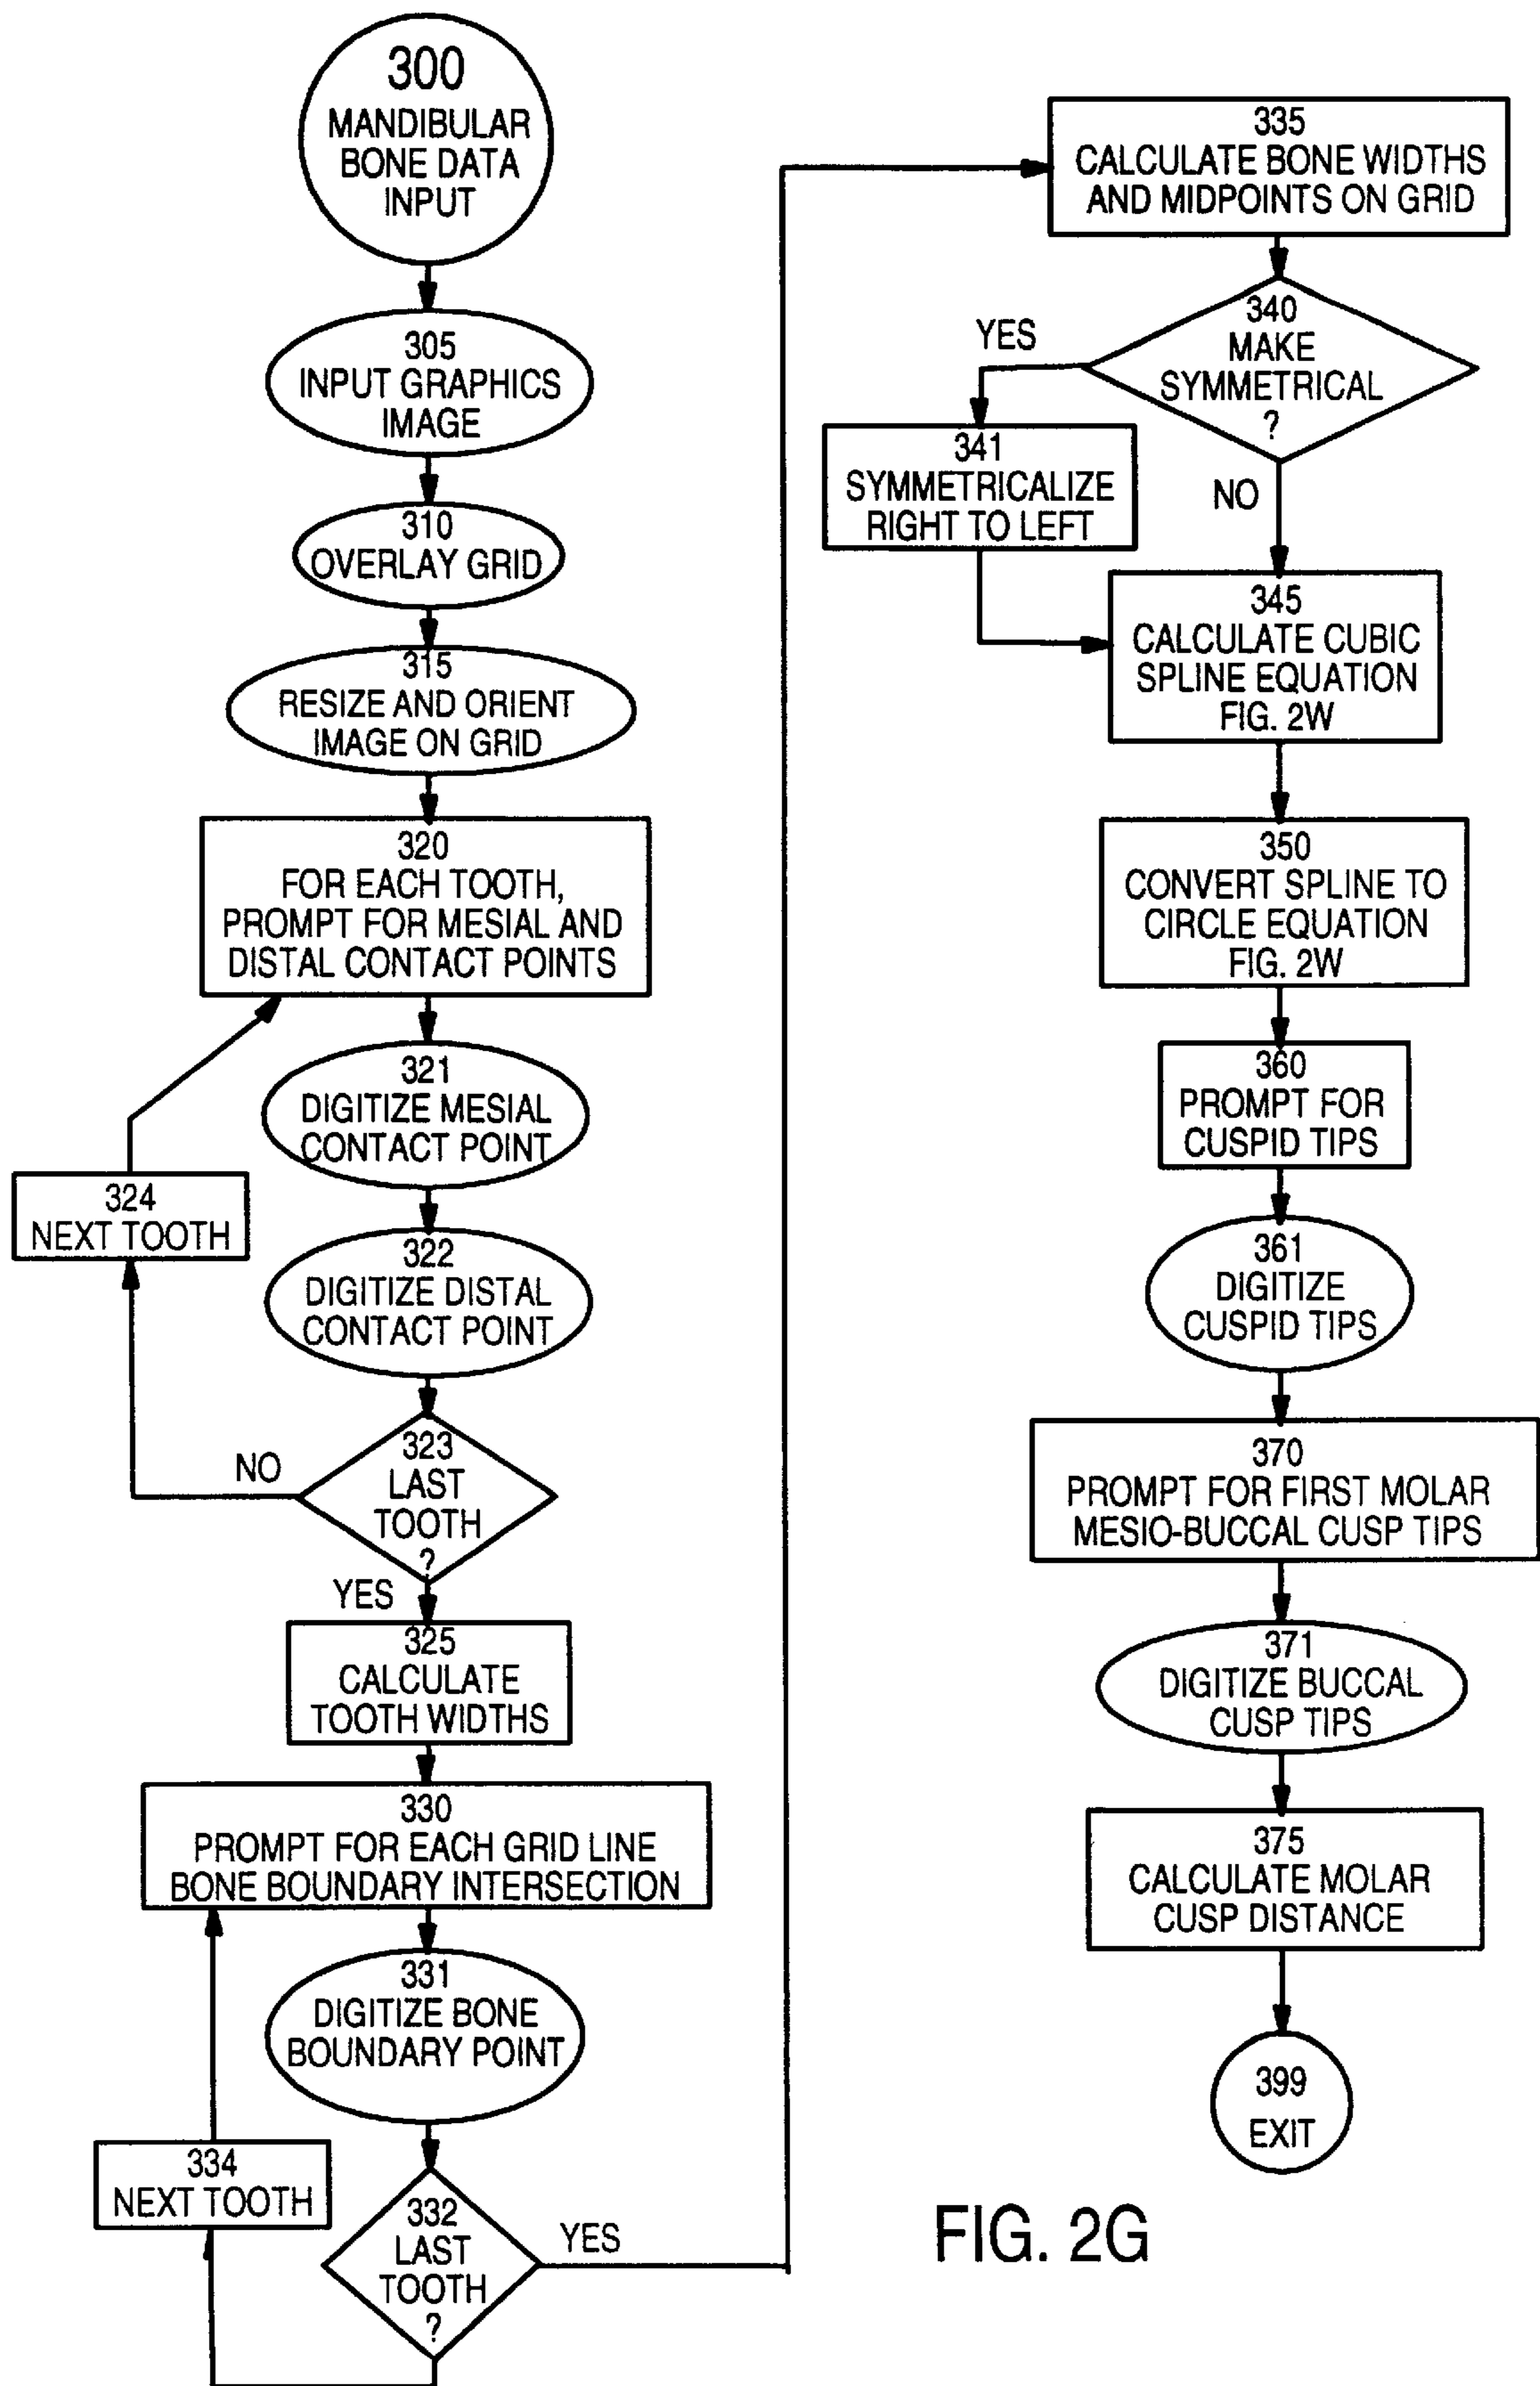 300
MANDIBULAR
BONE DATA
INPUT
305
INPUT GRAPHICS
IMAGE
310
OVERLAY GRID
315
RESIZE AND ORIENT
IMAGE ON GRID
320
FOR EACH TOOTH,
PROMPT FOR MESIAL AND
DISTAL CONTACT POINTS
321
DIGITIZE MESIAL
CONTACT POINT
324
NEXT TOOTH
322
DIGITIZE DISTAL
CONTACT POINT
323
LAST
TOOTH
?
NO
YES
325
CALCULATE
TOOTH WIDTHS
330
PROMPT FOR EACH GRID LINE
BONE BOUNDARY INTERSECTION
331
DIGITIZE BONE
BOUNDARY POINT
334
NEXT TOOTH
332
LAST
TOOTH
?
YES
335
CALCULATE BONE WIDTHS
AND MIDPOINTS ON GRID
340
MAKE
SYMMETRICAL
?
YES
341
SYMMETRICALIZE
RIGHT TO LEFT
NO
345
CALCULATE CUBIC
SPLINE EQUATION
FIG. 2W
350
CONVERT SPLINE TO
CIRCLE EQUATION
FIG. 2W
360
PROMPT FOR
CUSPID TIPS
361
DIGITIZE
CUSPID TIPS
370
PROMPT FOR FIRST MOLAR
MESIO-BUCCAL CUSP TIPS
371
DIGITIZE BUCCAL
CUSP TIPS
375
CALCULATE MOLAR
CUSP DISTANCE
399
EXIT
FIG. 2G